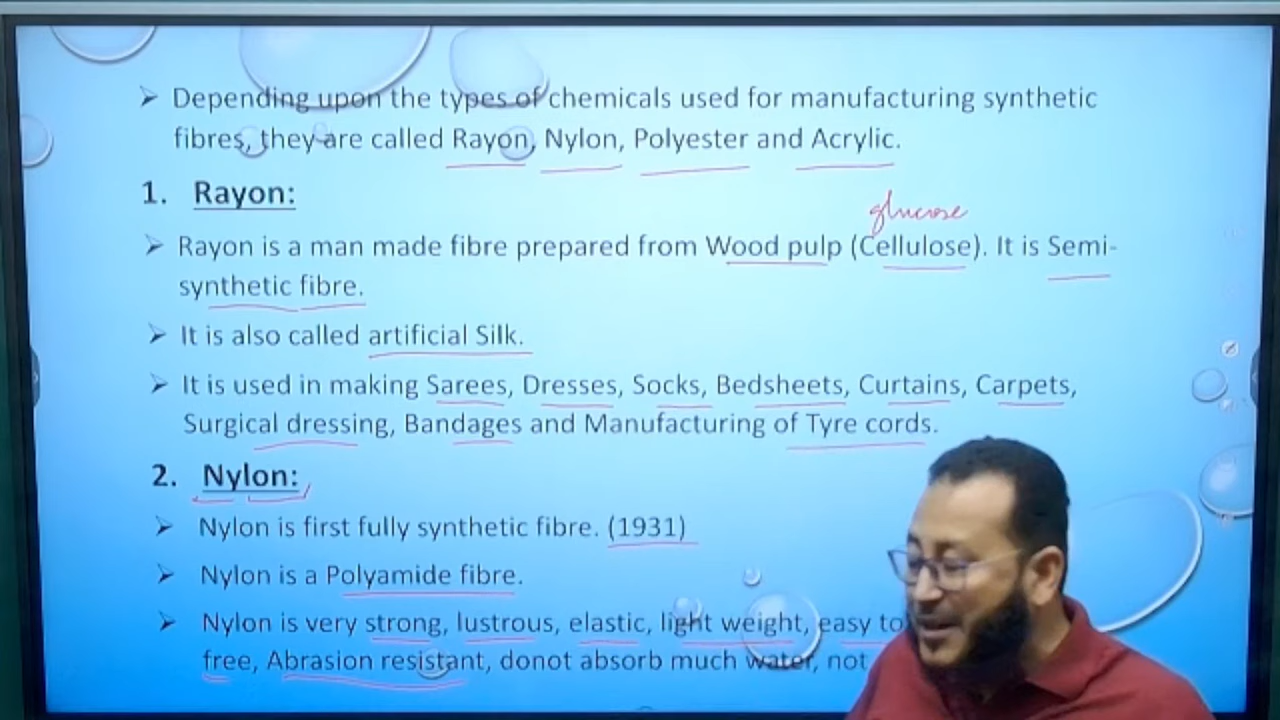 ➢ Depending upon the types of chemicals used for manufacturing synthetic
fibres, they are called Rayon, Nylon, Polyester and Acrylic.
1. Rayon:
glucose
➢ Rayon is a man made fibre prepared from Wood pulp (Cellulose). It is Semi-
synthetic fibre.
➢ It is also called artificial Silk.
➢ It is used in making Sarees, Dresses, Socks, Bedsheets, Curtains, Carpets,
Surgical dressing, Bandages and Manufacturing of Tyre cords.
2. Nylon:
➢ Nylon is first fully synthetic fibre. (1931)
➢ Nylon is a Polyamide fibre.
➢ Nylon is very strong, lustrous, elastic, light weight, easy to
free, Abrasion resistant, donot absorb much water, not